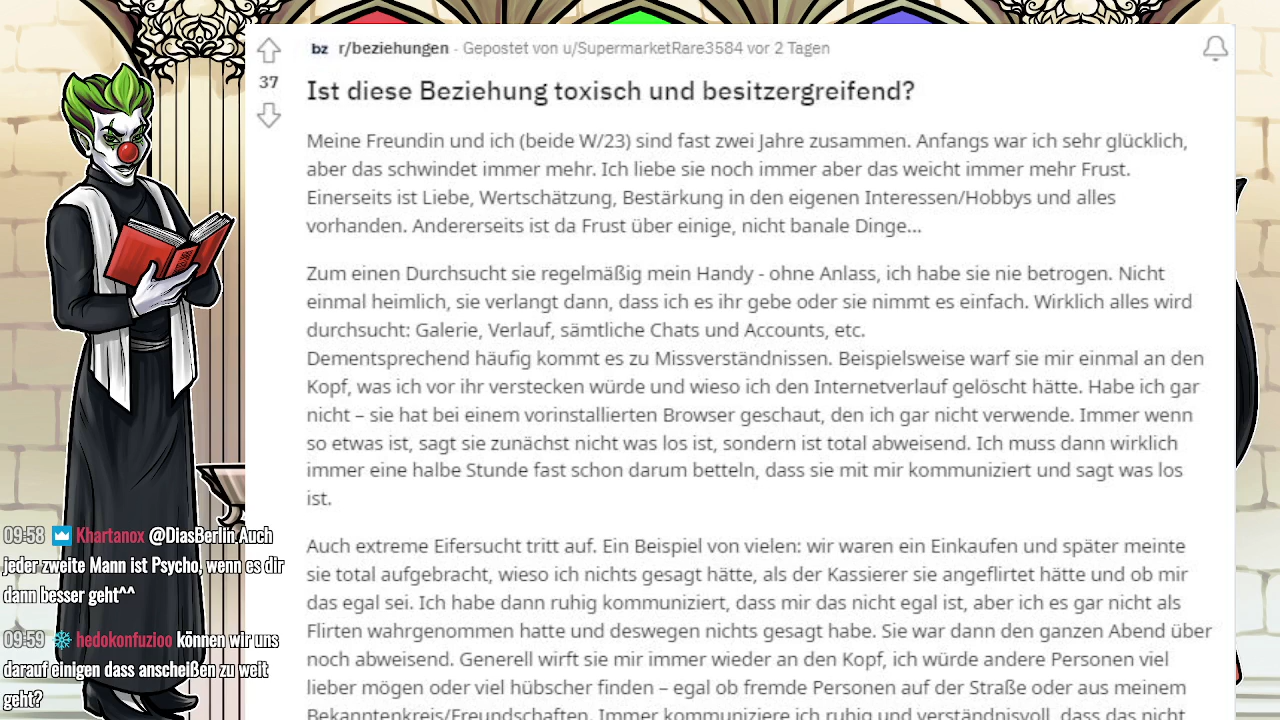 bz r/beziehungen · Gepostet von u/SupermarketRare3584 vor 2 Tagen
37
Ist diese Beziehung toxisch und besitzergreifend?
Meine Freundin und ich (beide W/23) sind fast zwei Jahre zusammen. Anfangs war ich sehr glücklich,
aber das schwindet immer mehr. Ich liebe sie noch immer aber das weicht immer mehr Frust.
Einerseits ist Liebe, Wertschätzung, Bestärkung in den eigenen Interessen/Hobbys und alles
vorhanden. Andererseits ist da Frust über einige, nicht banale Dinge...
Zum einen Durchsucht sie regelmäßig mein Handy - ohne Anlass, ich habe sie nie betrogen. Nicht
einmal heimlich, sie verlangt dann, dass ich es ihr gebe oder sie nimmt es einfach. Wirklich alles wird
durchsucht: Galerie, Verlauf, sämtliche Chats und Accounts, etc.
Dementsprechend häufig kommt es zu Missverständnissen. Beispielsweise warf sie mir einmal an den
Kopf, was ich vor ihr verstecken würde und wieso ich den Internetverlauf gelöscht hätte. Habe ich gar
nicht – sie hat bei einem vorinstallierten Browser geschaut, den ich gar nicht verwende. Immer wenn
so etwas ist, sagt sie zunächst nicht was los ist, sondern ist total abweisend. Ich muss dann wirklich
immer eine halbe Stunde fast schon darum betteln, dass sie mit mir kommuniziert und sagt was los
ist.
Auch extreme Eifersucht tritt auf. Ein Beispiel von vielen: wir waren ein Einkaufen und später meinte
sie total aufgebracht, wieso ich nichts gesagt hätte, als der Kassierer sie angeflirtet hätte und ob mir
das egal sei. Ich habe dann ruhig kommuniziert, dass mir das nicht egal ist, aber ich es gar nicht als
Flirten wahrgenommen hatte und deswegen nichts gesagt habe. Sie war dann den ganzen Abend über
noch abweisend. Generell wirft sie mir immer wieder an den Kopf, ich würde andere Personen viel
lieber mögen oder viel hübscher finden – egal ob fremde Personen auf der Straße oder aus meinem
Bekanntenkreis/Freundschaften. Immer kommuniziere ich ruhig und verständnisvoll, dass das nicht
09:58 Khartanox @DiasBerlin Auch
jeder zweite Mann ist Psycho, wenn es dir
dann besser geht^^
09:59 hedokonfuzioo können wir uns
darauf einigen dass anscheißen zu weit
geht?